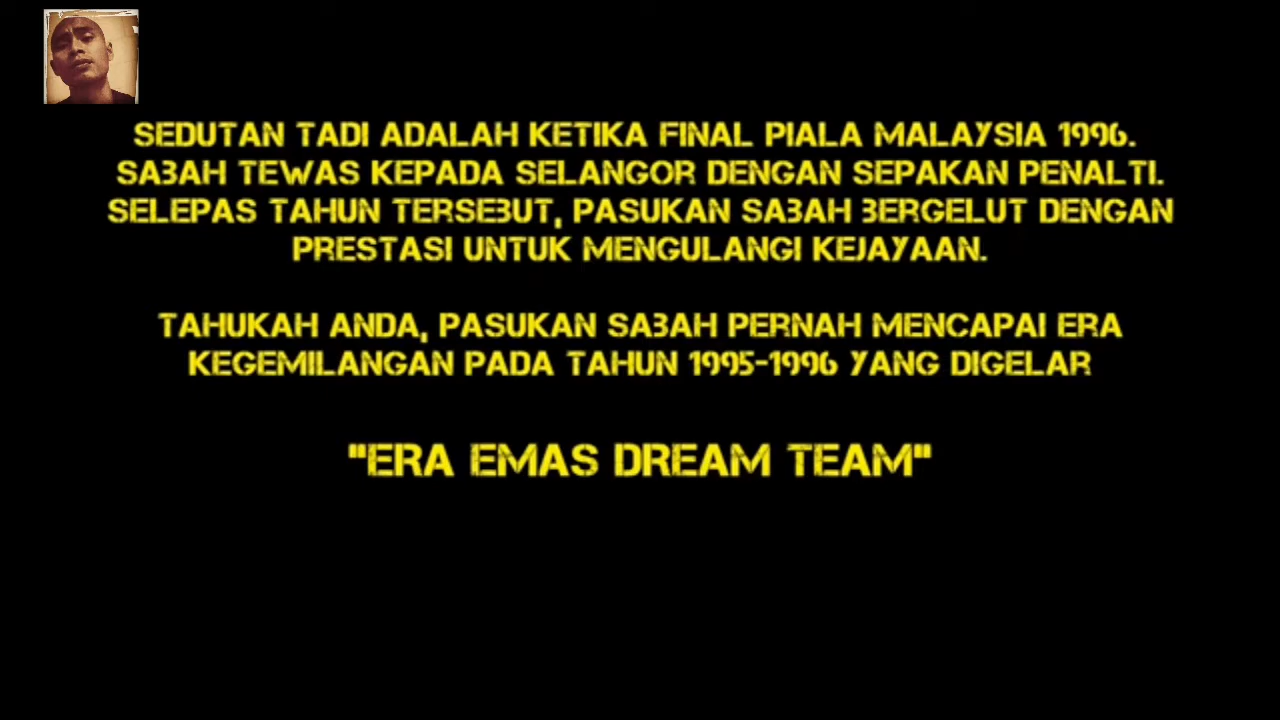 SEDUTAN TADI ADALAH KETIKA FINAL PIALA MALAYSIA 1996.
SABAH TEWAS KEPADA SELANGOR DENGAN SEPAKAN PENALTI.
SELEPAS TAHUN TERSEBUT, PASUKAN SABAH BERGELUT DENGAN
PRESTASI UNTUK MENGULANGI KEJAYAAN.
TAHUKAH ANDA, PASUKAN SABAH PERNAH MENCAPAI ERA
KEGEMILANGAN PADA TAHUN 1995-1996 YANG DIGELAR
"ERA EMAS DREAM TEAM"